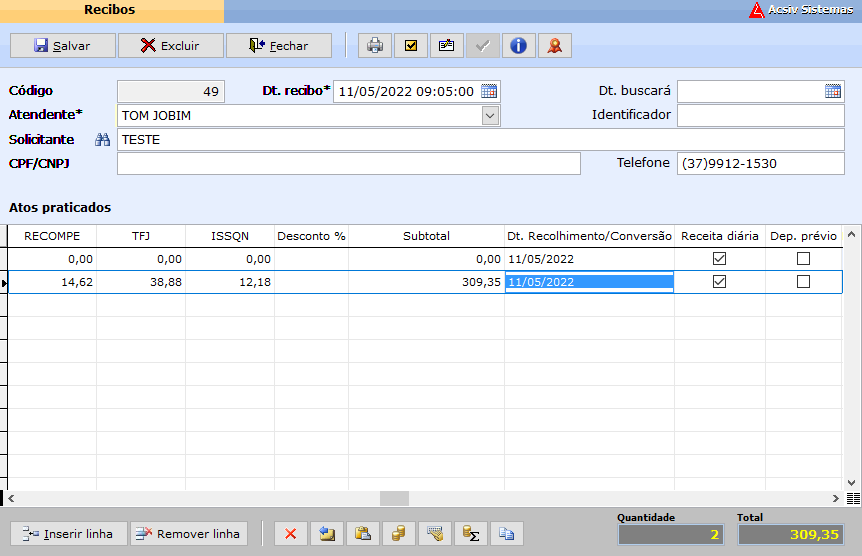 Recibos
Acsiv Sistemas
Salvar Excluir Fechar
Código 49 Dt. recibo* 11/05/2022 09:05:00 Dt. buscará
Atendente* TOM JOBIM Identificador
Solicitante TESTE
CPF/CNPJ Telefone (37)9912-1530
Atos praticados
RECOMPE TFJ ISSQN Desconto % Subtotal Dt. Recolhimento/Conversão Receita diária Dep. prévio
0,00 0,00 0,00 0,00 11/05/2022
14,62 38,88 12,18 309,35 11/05/2022
Quantidade Total
Inserir linha Remover linha 2 309,35